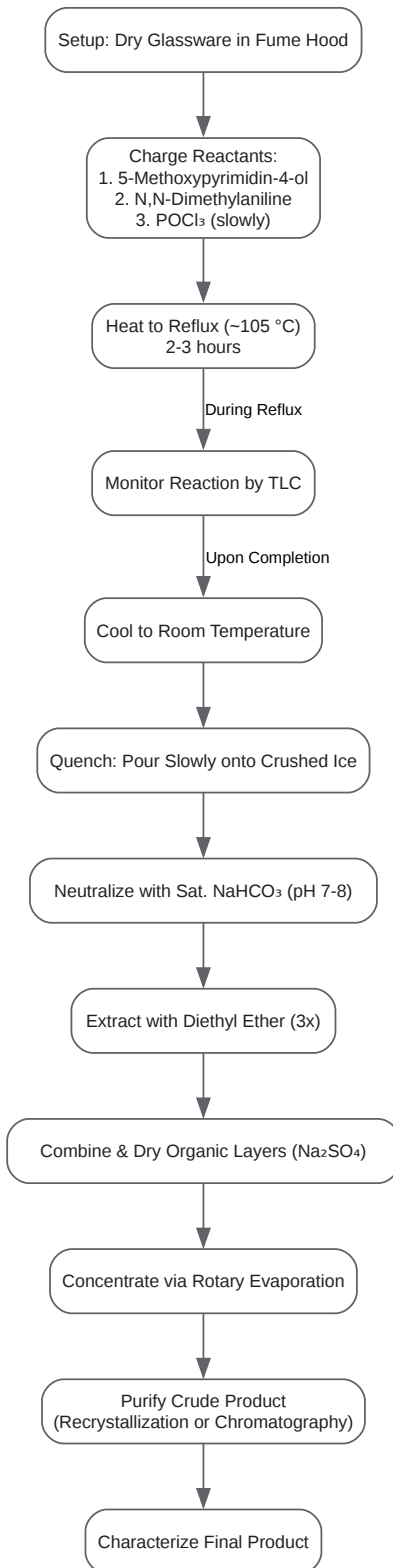 Setup: Dry Glassware in Fume Hood
Charge Reactants:
1. 5-Methoxypyrimidin-4-ol
2. N,N-Dimethylaniline
3. POCl₃ (slowly)
Heat to Reflux (~105 °C)
2-3 hours
During Reflux
Monitor Reaction by TLC
Upon Completion
Cool to Room Temperature
Quench: Pour Slowly onto Crushed Ice
Neutralize with Sat. NaHCO₃ (pH 7-8)
Extract with Diethyl Ether (3x)
Combine & Dry Organic Layers (Na₂SO₄)
Concentrate via Rotary Evaporation
Purify Crude Product
(Recrystallization or Chromatography)
Characterize Final Product